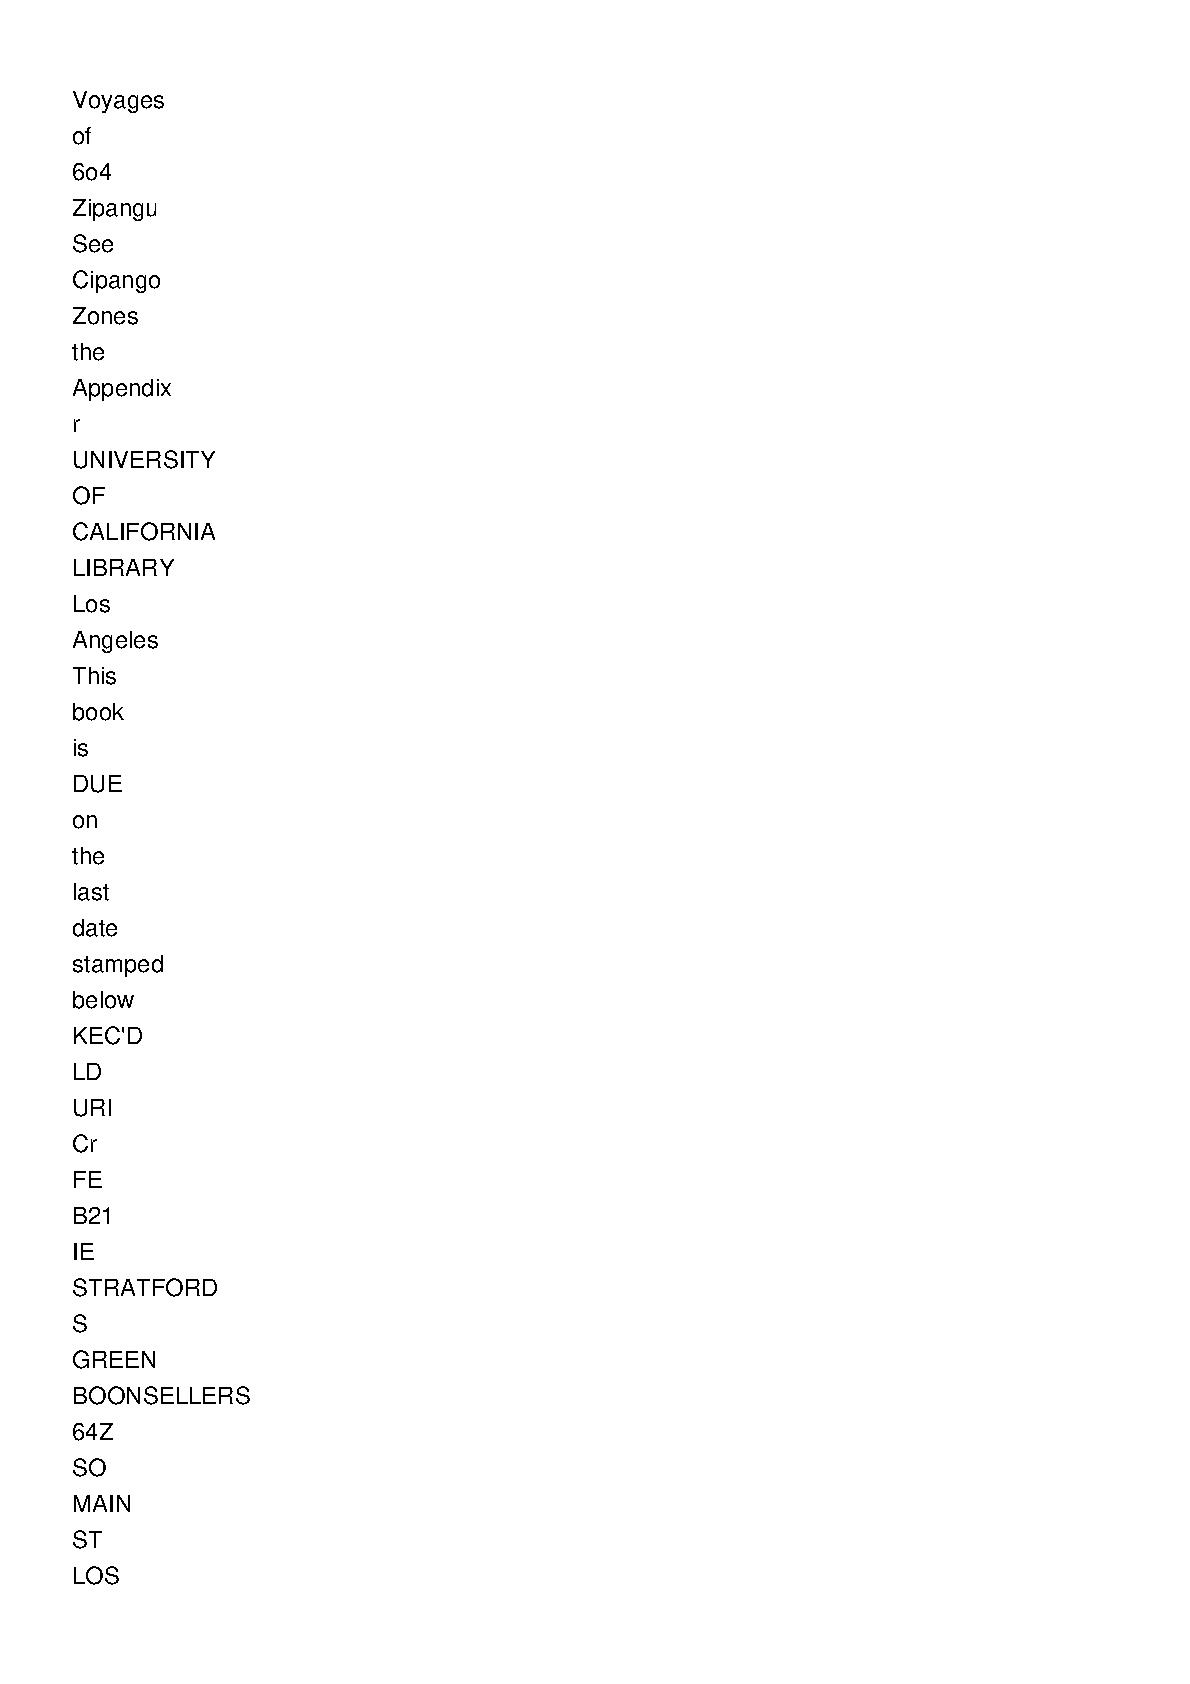 Voyages
of
6o4
Zipangu
See
Cipango
Zones
the
Appendix
r
UNIVERSITY
OF
CALIFORNIA
LIBRARY
Los
Angeles
This
book
is
DUE
on
the
last
date
stamped
below
KEC'D
LD
URI
Cr
FE
B21
IE
STRATFORD
S
GREEN
BOONSELLERS
64Z
SO
MAIN
ST
LOS